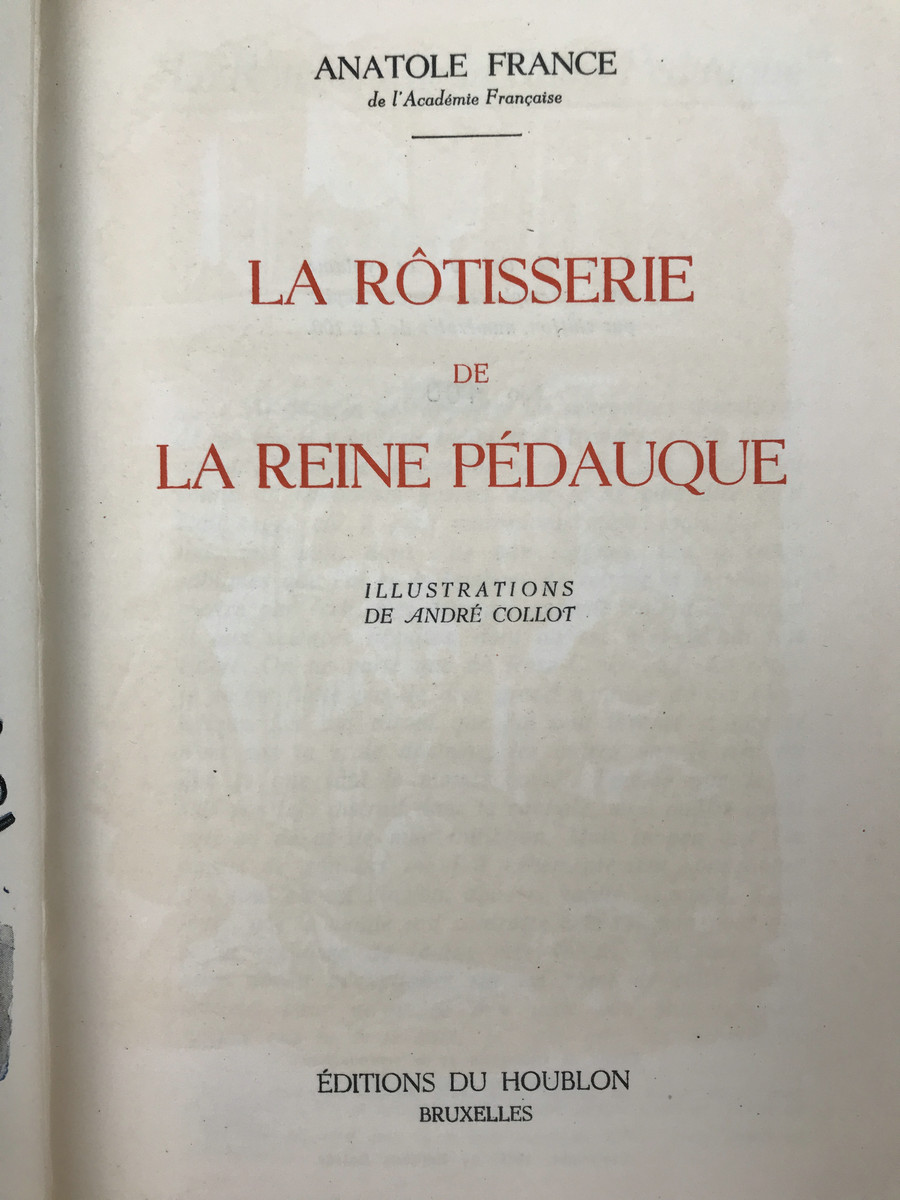 ANATOLE FRANCE
de l'Académie Française
LA RÔTISSERIE
DE
LA REINE PÉDAUQUE
ILLUSTRATIONS
DE ANDRÉ COLLOT
ÉDITIONS DU HOUBLON
BRUXELLES